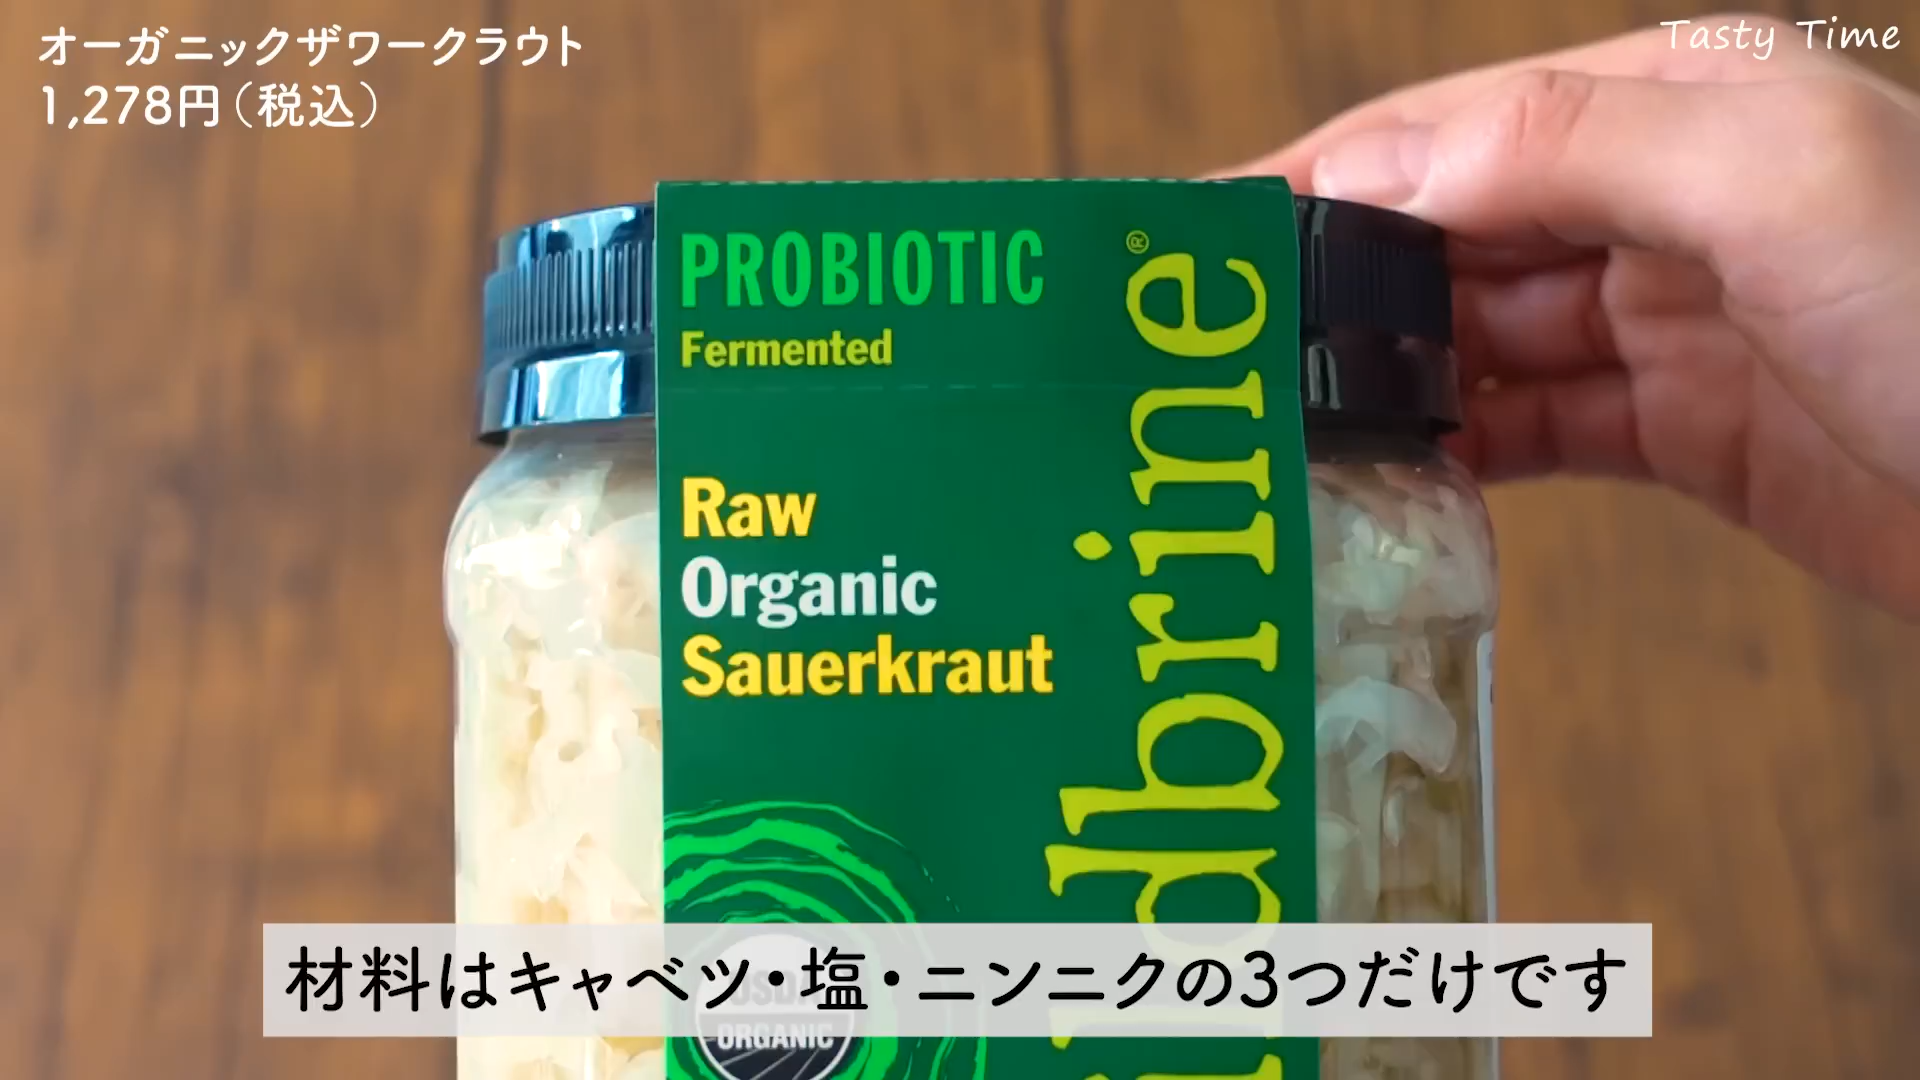 オーガニックザワークラウト
1,278円(税込)
Tasty Time
PROBIOTIC
Fermented
Raw
Organic
Sauerkraut
idbrine®
材料はキャベツ・塩・ニンニクの3つだけです
USDA
ORGANIC